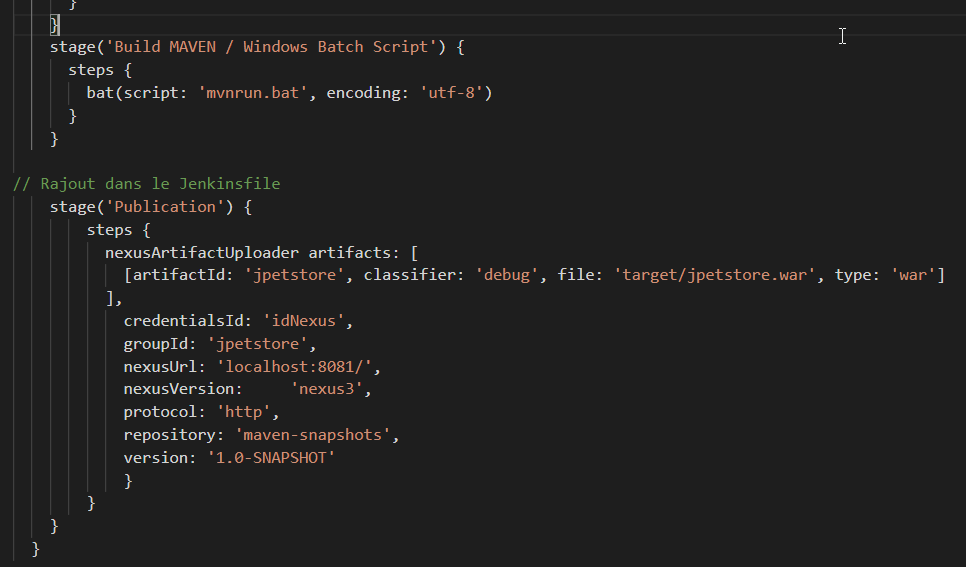 }
}
stage('Build MAVEN / Windows Batch Script') {
steps {
bat(script: 'mvnrun.bat', encoding: 'utf-8')
}
}
// Rajout dans le Jenkinsfile
stage('Publication') {
steps {
nexusArtifactUploader artifacts: [
[artifactId: 'jpetstore', classifier: 'debug', file: 'target/jpetstore.war', type: 'war']
],
credentialsId: 'idNexus',
groupId: 'jpetstore',
nexusUrl: 'localhost:8081/',
nexusVersion:     'nexus3',
protocol: 'http',
repository: 'maven-snapshots',
version: '1.0-SNAPSHOT'
}
}
}
}